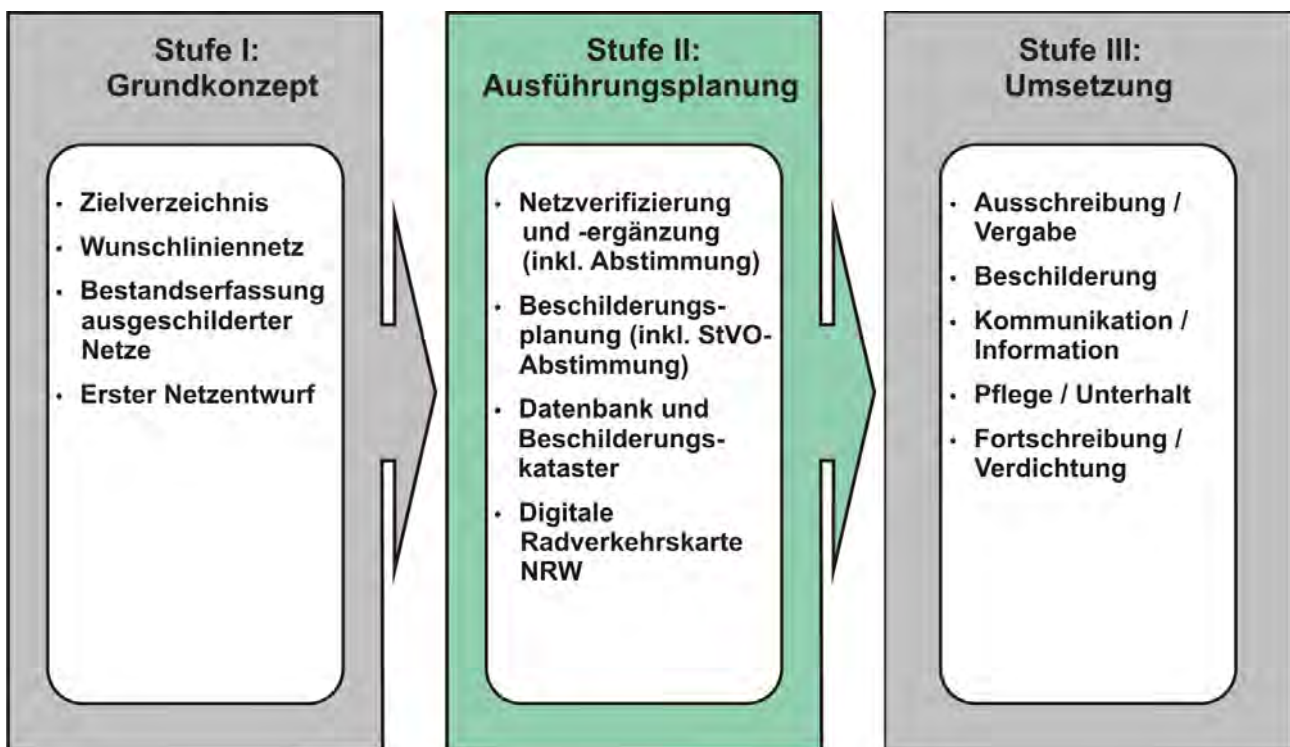 Stufe I:
Grundkonzept
· Zielverzeichnis
· Wunschliniennetz
· Bestandserfassung
ausgeschilderter
Netze
· Erster Netzentwurf
Stufe II:
Ausführungsplanung
· Netzverifizierung
und -ergänzung
(inkl. Abstimmung)
· Beschilderungs-
planung (inkl. StVO-
Abstimmung)
· Datenbank und
Beschilderungs-
kataster
· Digitale
Radverkehrskarte
NRW
Stufe III:
Umsetzung
· Ausschreibung /
Vergabe
· Beschilderung
· Kommunikation /
Information
· Pflege / Unterhalt
· Fortschreibung /
Verdichtung